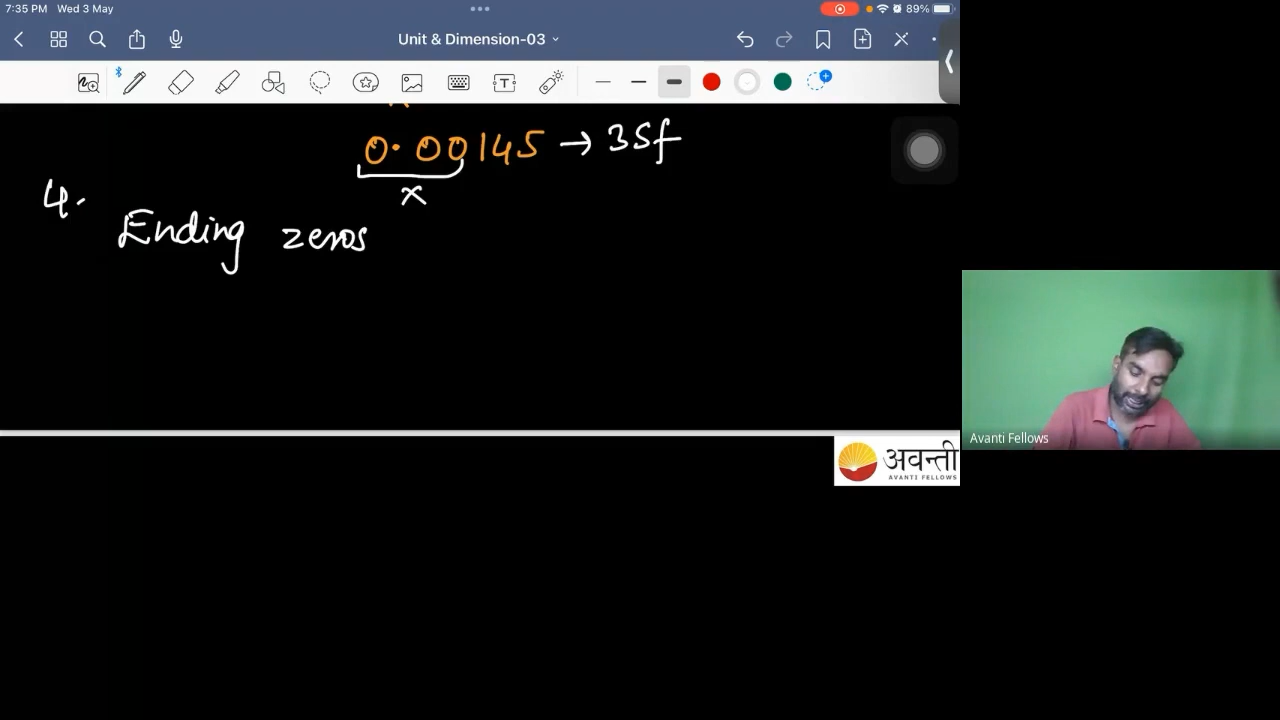 7:35 PM Wed 3 May
89%
Unit & Dimension-03
0.00145 → 3Sf
x
4.
Ending zeros
Avanti Fellows
अवन्ती
AVANTI FELLOWS